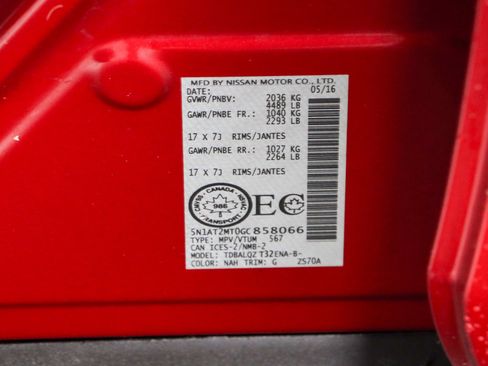 MFD BY NISSAN MOTOR CO., LTD.
DATE: 05/16
GVWR/PNBV: 2036 KG
4489 LB
GAWR/PNBE FR.: 1040 KG
2293 LB
17 X 7J RIMS/JANTES
GAWR/PNBE RR.: 1027 KG
2264 LB
17 X 7J RIMS/JANTES
CANADA
986
TRANSPORT
EC
5N1AT2MT0GC858066
TYPE: MPV/VTUM 567
CAN ICES-2/NMB-2
MODEL: TDBALQZ T32ENA-B-
COLOR: NAH TRIM: G 2S70A